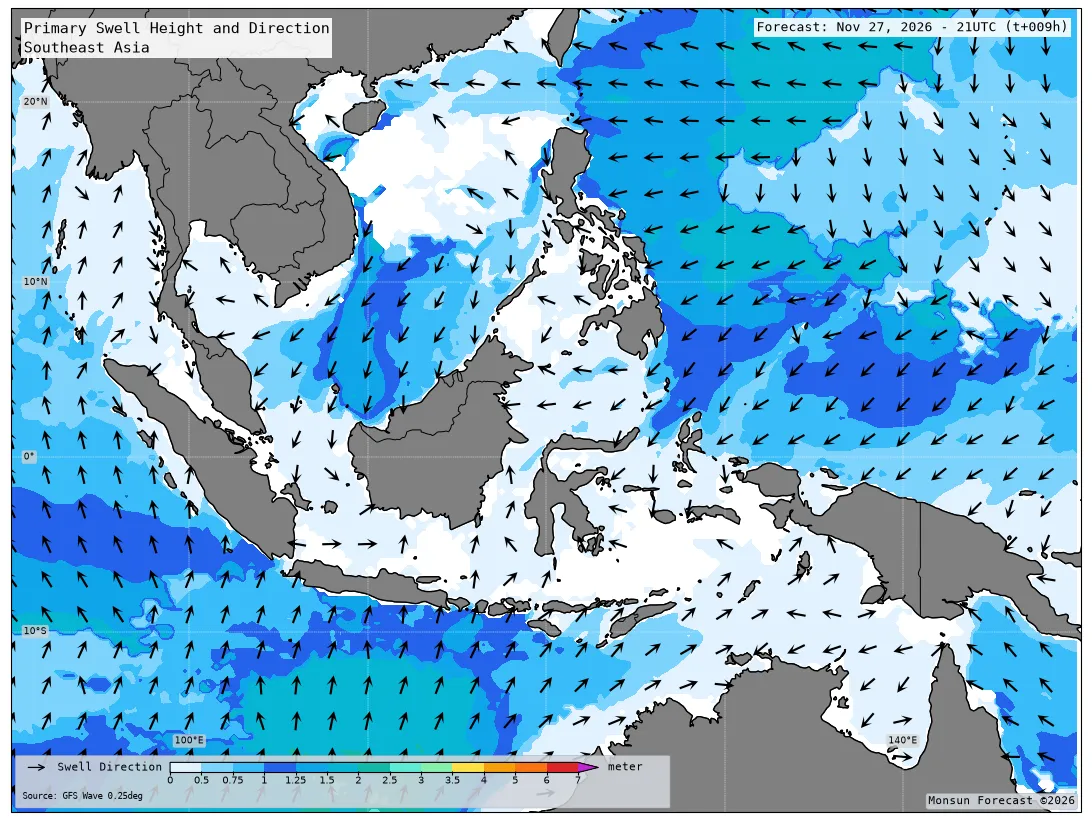 Primary Swell Height and Direction
Southeast Asia
Forecast: Nov 27, 2026 - 21UTC (t+009h)
20°N
10°N
0°
10°S
100°E
140°E
Swell Direction
0 0.5 0.75 1 1.25 1.5 2 2.5 3 3.5 4 5 6 7
meter
Source: GFS Wave 0.25deg
Monsun Forecast ©2026